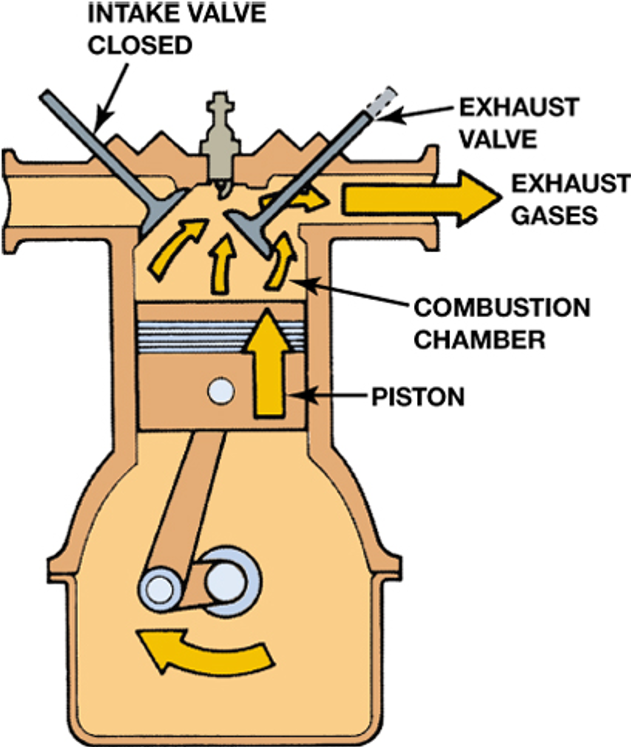 INTAKE VALVE
CLOSED
EXHAUST
VALVE
EXHAUST
GASES
COMBUSTION
CHAMBER
PISTON